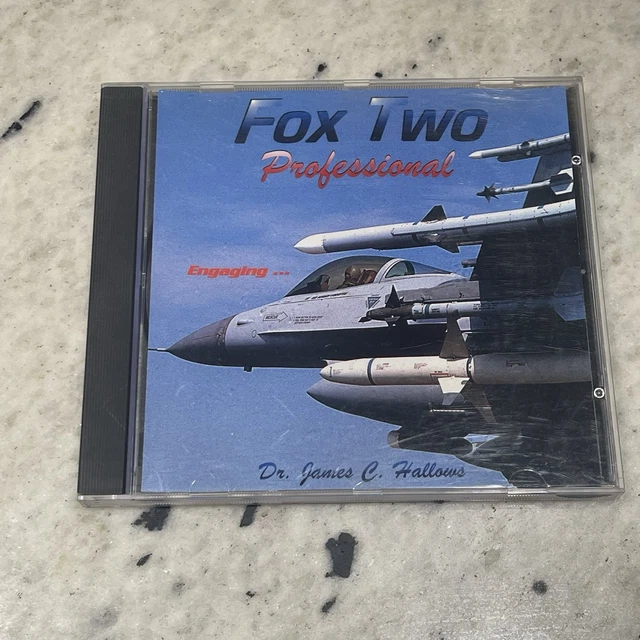 Fox Two
Professional
Engaging ...
Dr. James C. Hallows